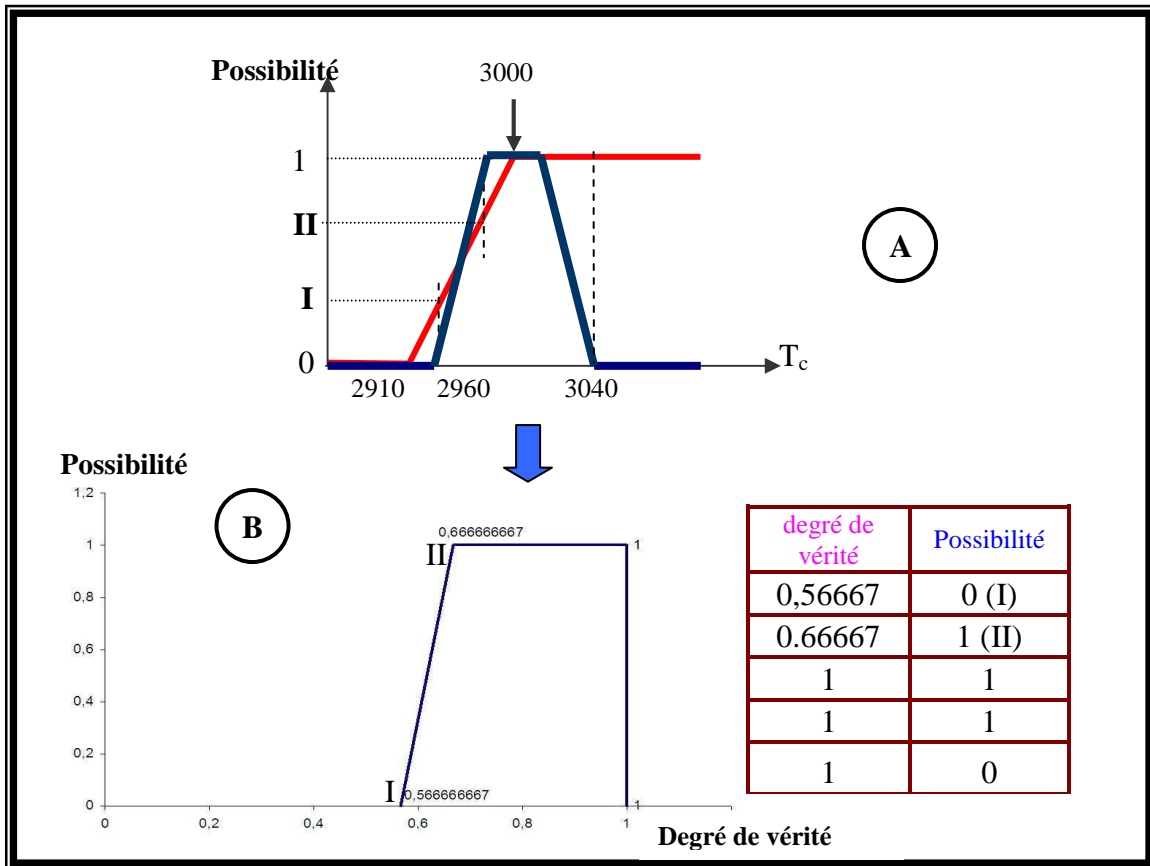 Possibilité
3000
1
II
I
0
A
T_c
2910 2960 3040
Possibilité
B
1,2
1
0,8
0,6
0,4
0,2
0
0,666666667
II
1
I
0,566666667
1
0 0,2 0,4 0,6 0,8 1
Degré de vérité
degré de
vérité
Possibilité
0,56667 0 (I)
0.66667 1 (II)
1 1
1 1
1 0